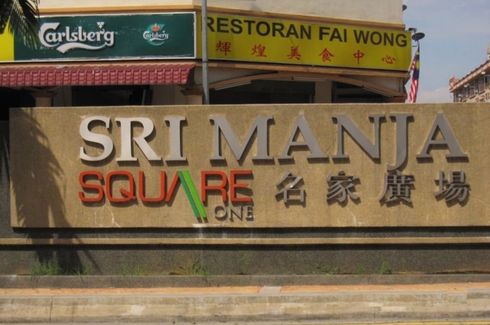 Carlsberg
Carlsberg
RESTORAN FAI WONG
輝煌美食中心
SRI MANJA
SQUARE ONE 名家廣場